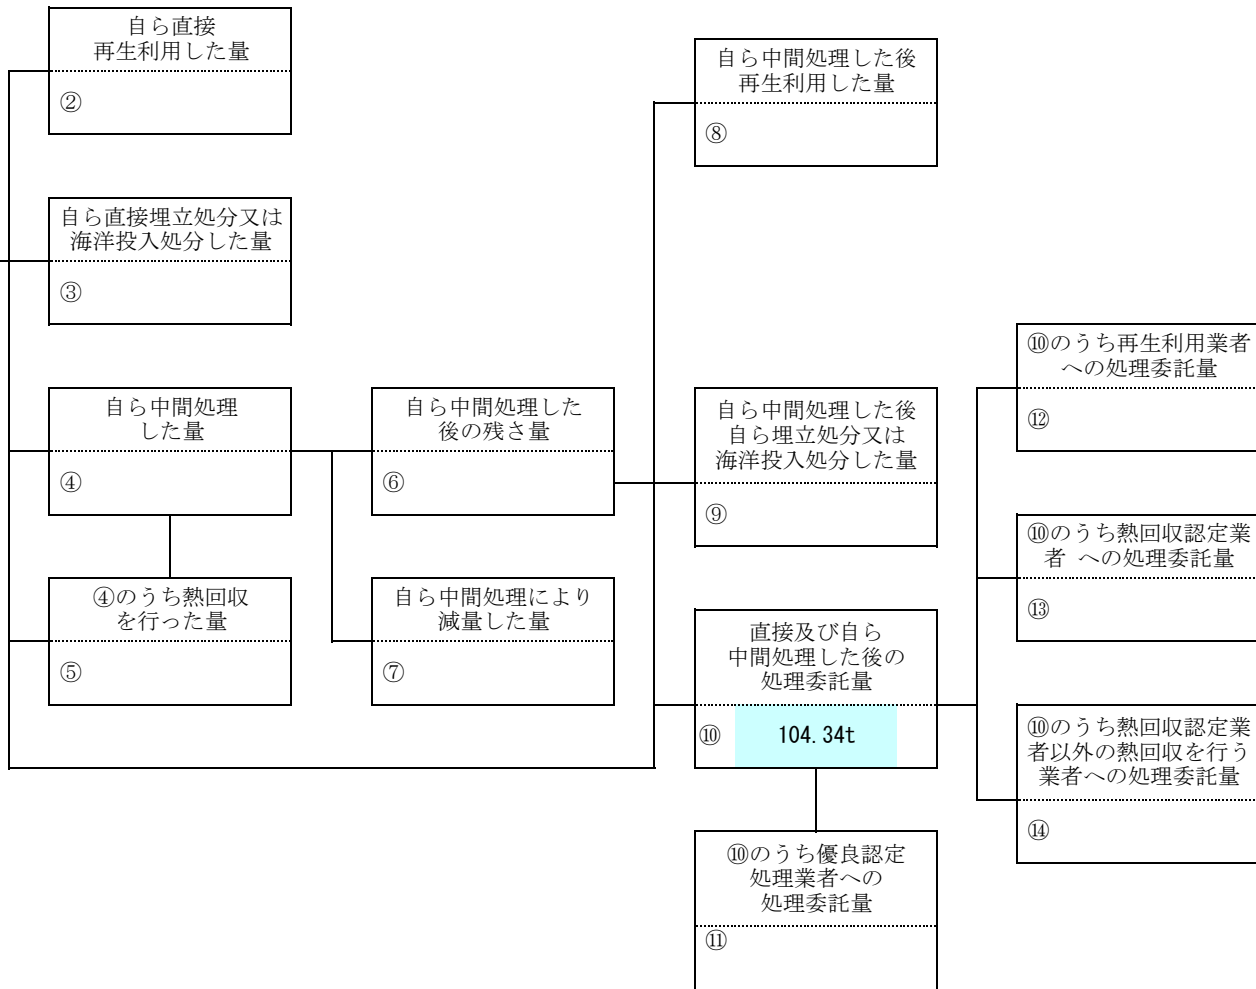 自ら直接
再生利用した量
②
自ら直接埋立処分又は
海洋投入処分した量
③
自ら中間処理
した量
④
④のうち熱回収
を行った量
⑤
自ら中間処理した
後の残さ量
⑥
自ら中間処理により
減量した量
⑦
自ら中間処理した後
再生利用した量
⑧
自ら中間処理した後
自ら埋立処分又は
海洋投入処分した量
⑨
直接及び自ら
中間処理した後の
処理委託量
⑩ 104.34t
⑩のうち優良認定
処理業者への
処理委託量
⑪
⑩のうち再生利用業者
への処理委託量
⑫
⑩のうち熱回収認定業
者 への処理委託量
⑬
⑩のうち熱回収認定業
者以外の熱回収を行う
業者への処理委託量
⑭